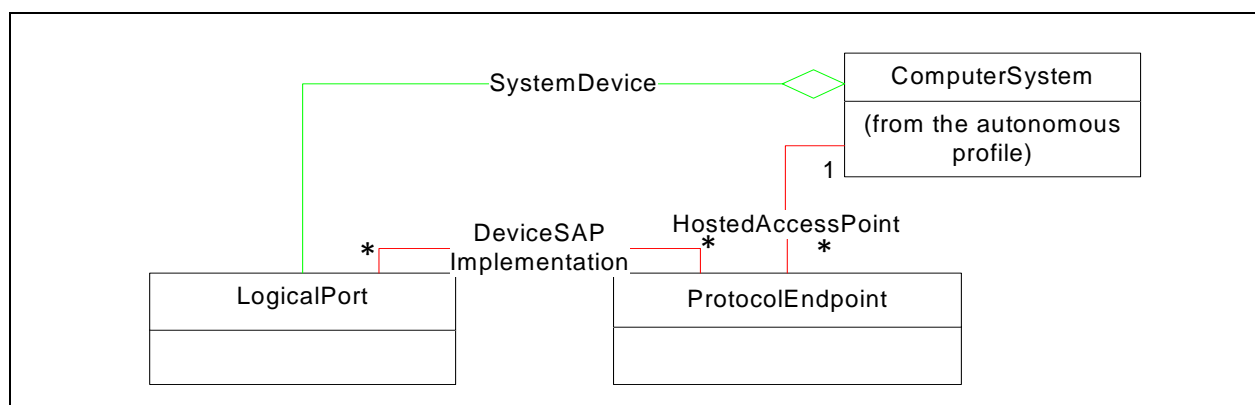 SystemDevice
ComputerSystem
(from the autonomous
profile)
1
HostedAccessPoint
*
*
DeviceSAP
Implementation
*
LogicalPort
ProtocolEndpoint